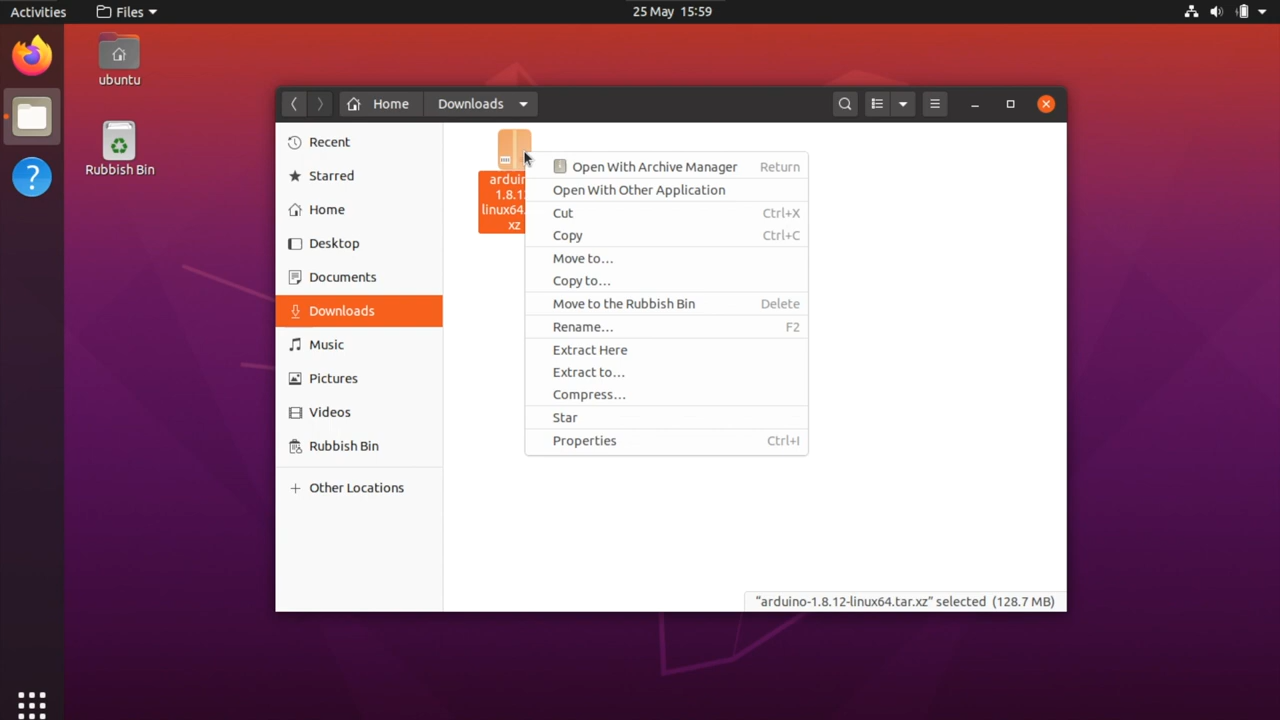 Activities
Files
25 May 15:59
ubuntu
Rubbish Bin
?
Home
Downloads
Recent
Starred
Home
Desktop
Documents
Downloads
Music
Pictures
Videos
Rubbish Bin
Other Locations
arduin
1.8.1
linux64.
xz
Open With Archive Manager Return
Open With Other Application
Cut Ctrl+X
Copy Ctrl+C
Move to…
Copy to…
Move to the Rubbish Bin Delete
Rename… F2
Extract Here
Extract to…
Compress…
Star
Properties Ctrl+I
“arduino-1.8.12-linux64.tar.xz” selected (128.7 MB)